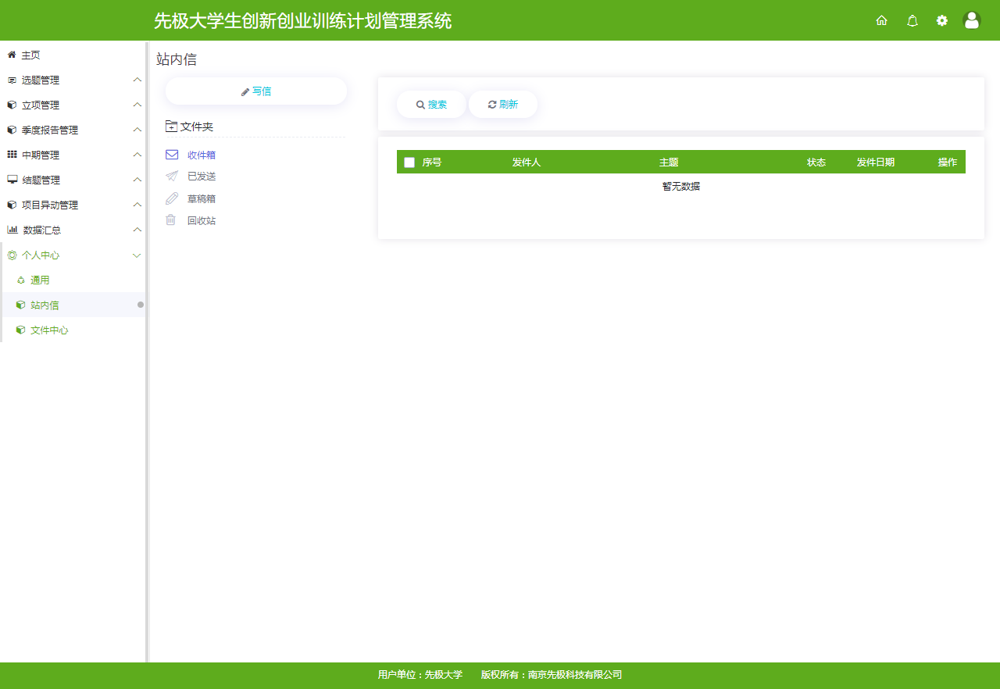 先极大学生创新创业训练计划管理系统
主页
选题管理
立项管理
季度报告管理
中期管理
结题管理
项目异动管理
数据汇总
个人中心
通用
站内信
文件中心
站内信
写信
文件夹
收件箱
已发送
草稿箱
回收站
搜索 刷新
序号 发件人 主题 状态 发件日期 操作
暂无数据
用户单位：先极大学 版权所有：南京先极科技有限公司